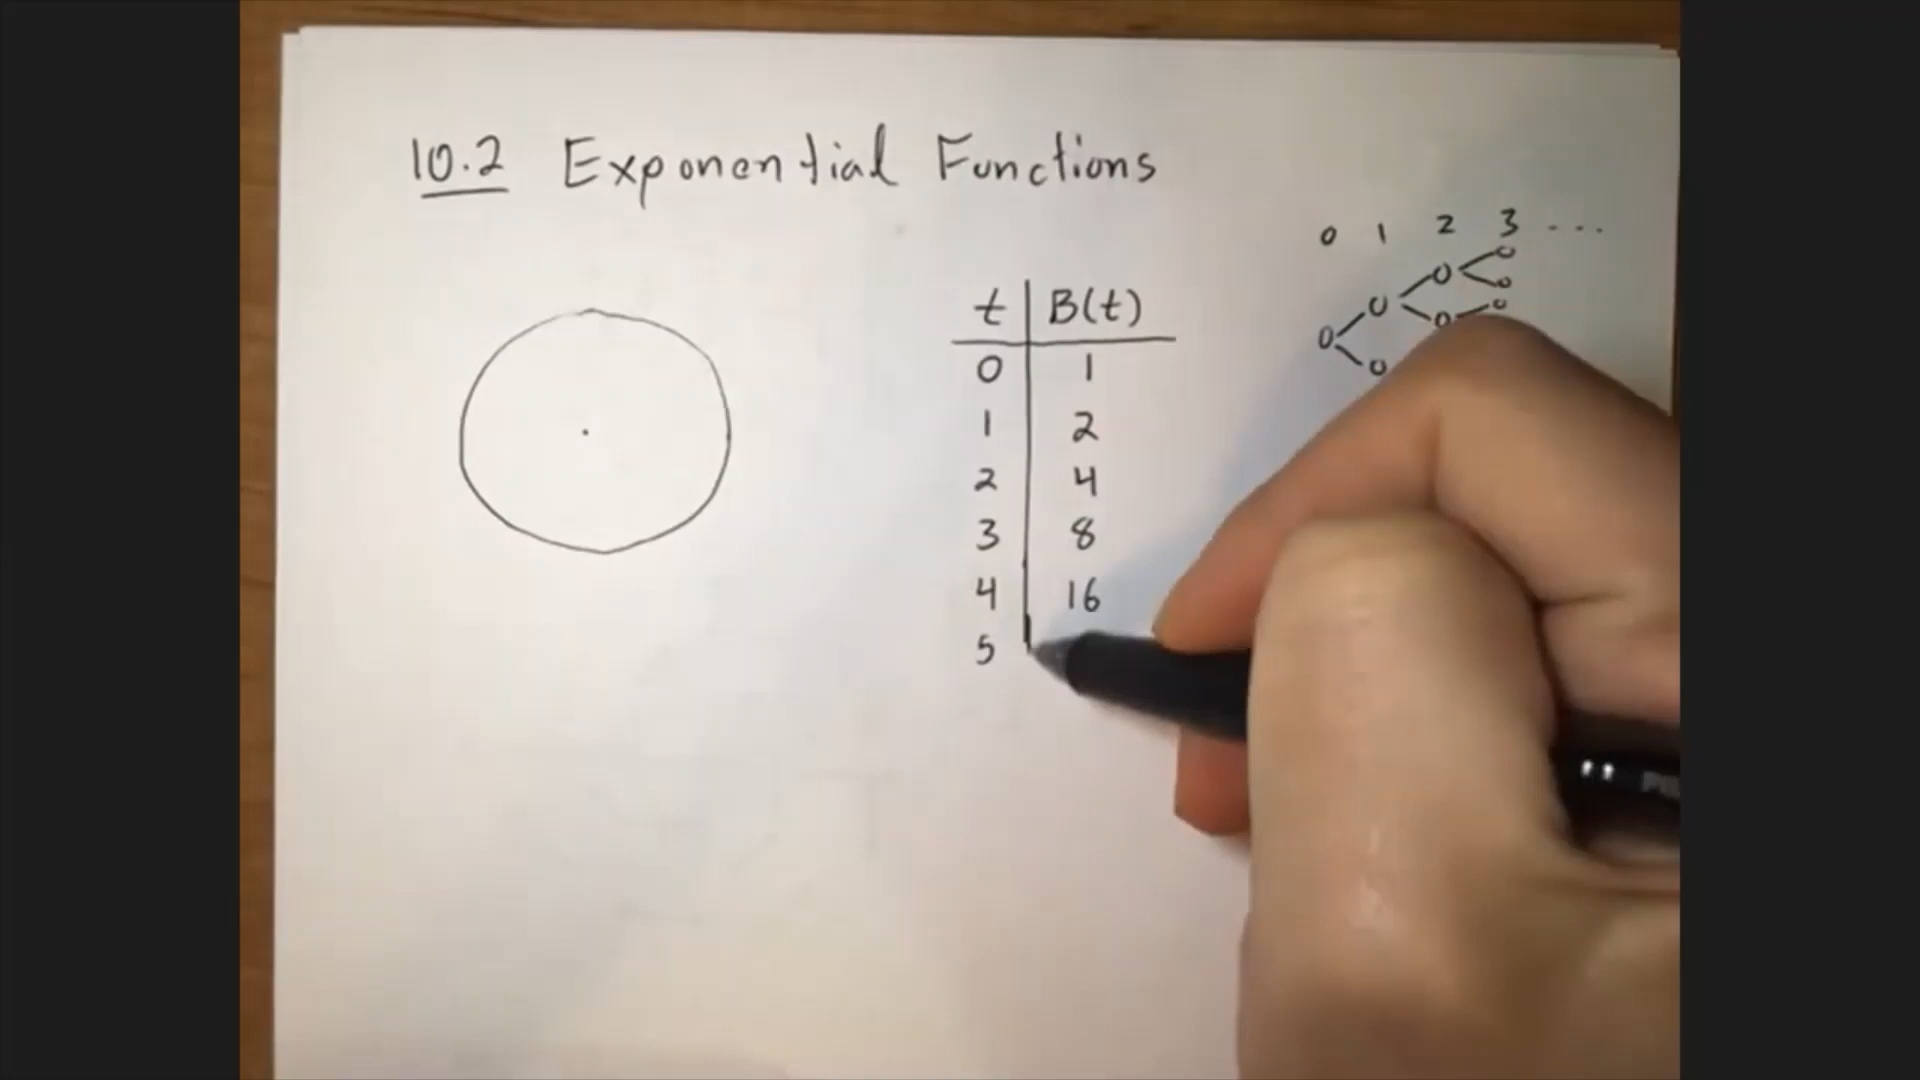 10.2 Exponential Functions
0 1 2 3 ...
t B(t)
0 1
1 2
2 4
3 8
4 16
5